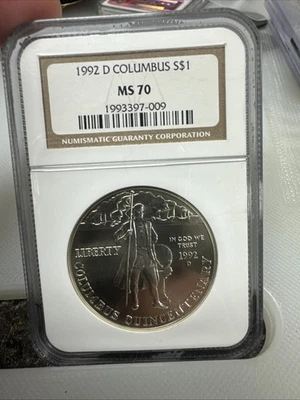 1992 D COLUMBUS S$1
MS 70
1993397-009
NUMISMATIC GUARANTY CORPORATION
LIBERTY
IN GOD WE
TRUST
1992
D
COLUMBUS QUINCENTENARY